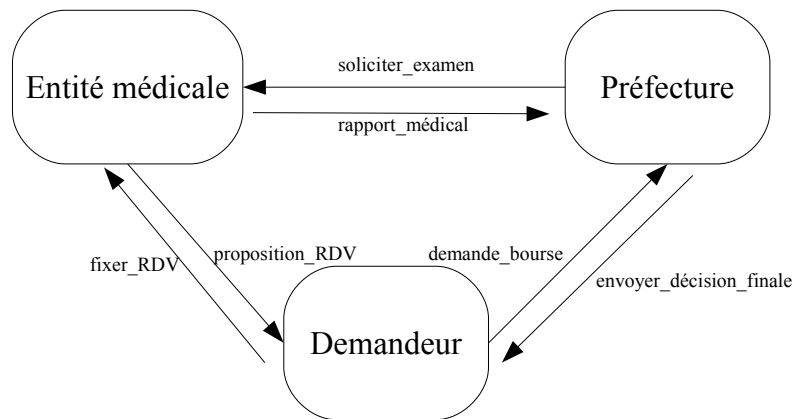 soliciter_examen
Entité médicale
Préfecture
rapport_médical
fixer_RDV
proposition_RDV
demande_bourse
envoyer_décision_finale
Demandeur